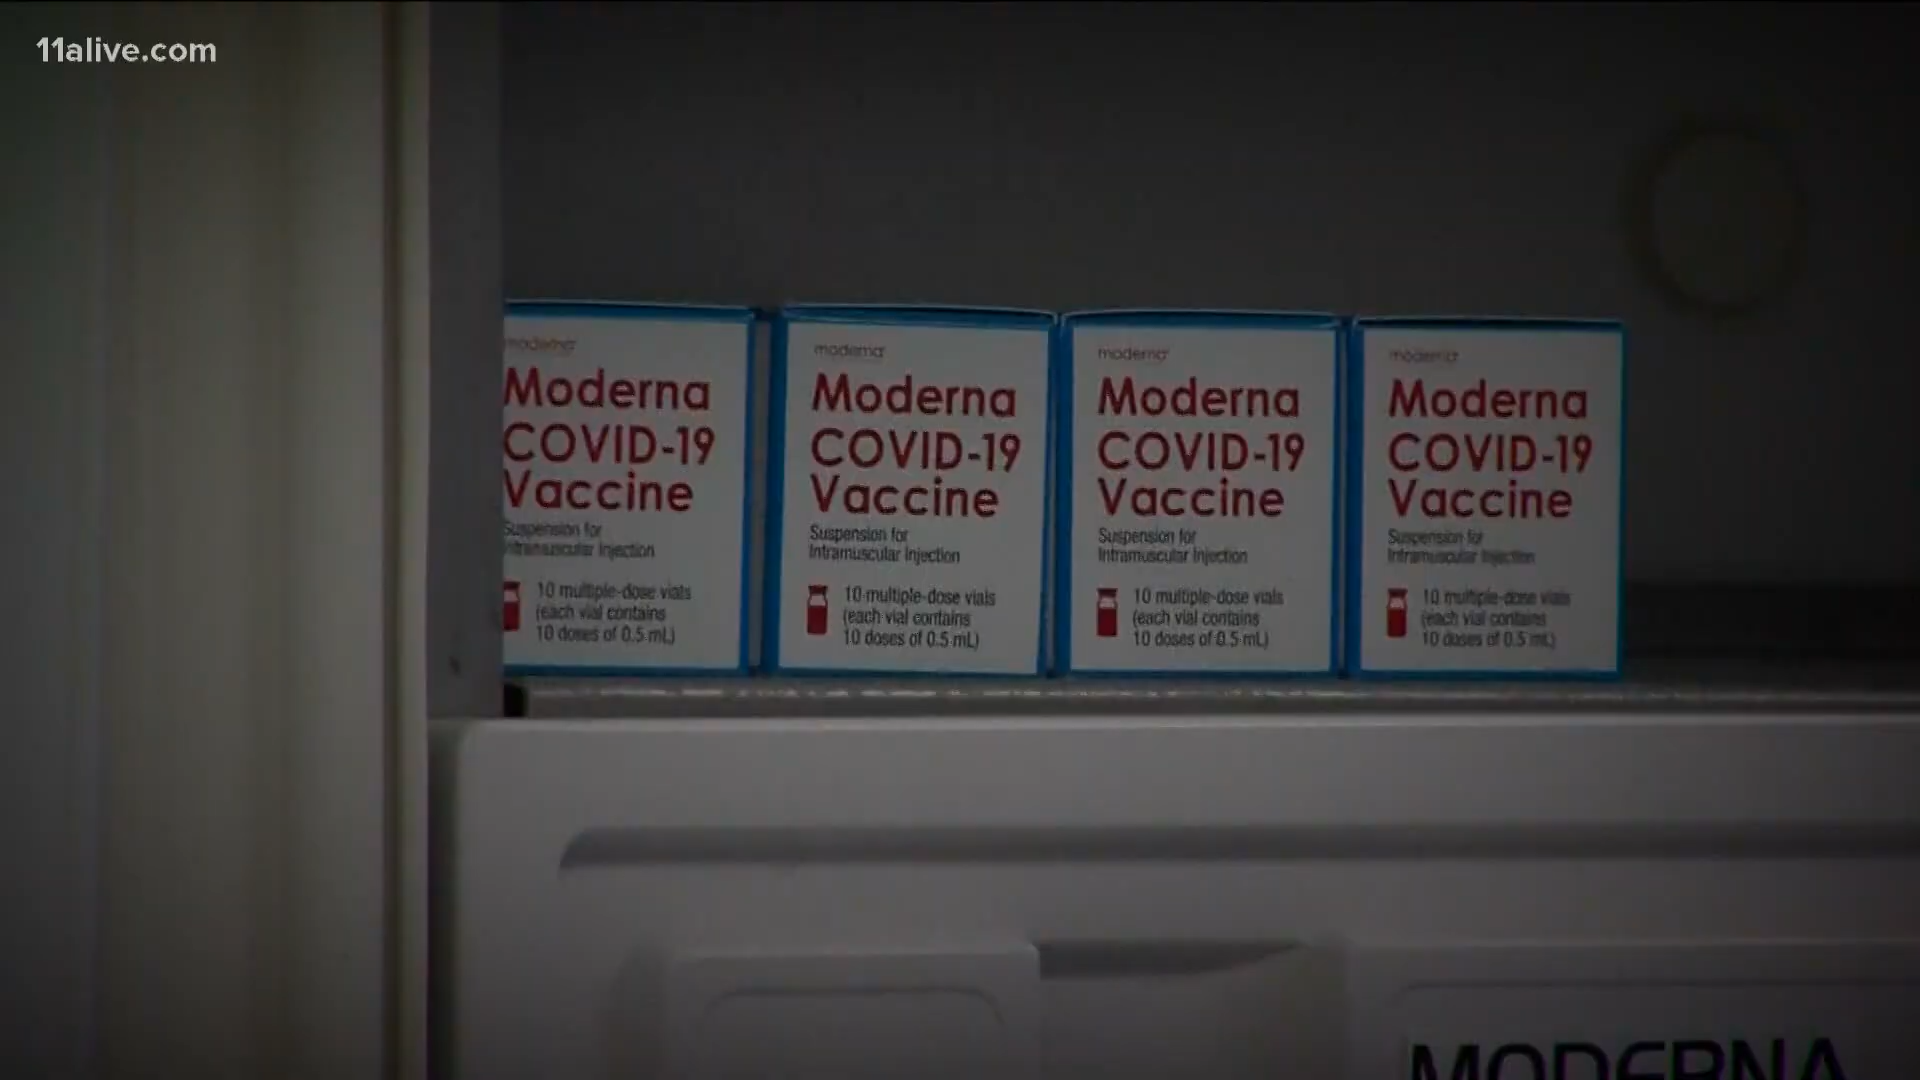 11alive.com
moderna
Moderna
COVID-19
Vaccine
Suspension for
Intramuscular Injection
10 multiple-dose vials
(each vial contains
10 doses of 0.5 mL)
moderna
Moderna
COVID-19
Vaccine
Suspension for
Intramuscular Injection
10 multiple-dose vials
(each vial contains
10 doses of 0.5 mL)
moderna
Moderna
COVID-19
Vaccine
Suspension for
Intramuscular Injection
10 multiple-dose vials
(each vial contains
10 doses of 0.5 mL)
moderna
Moderna
COVID-19
Vaccine
Suspension for
Intramuscular Injection
10 multiple-dose vials
(each vial contains
10 doses of 0.5 mL)
MODERNA